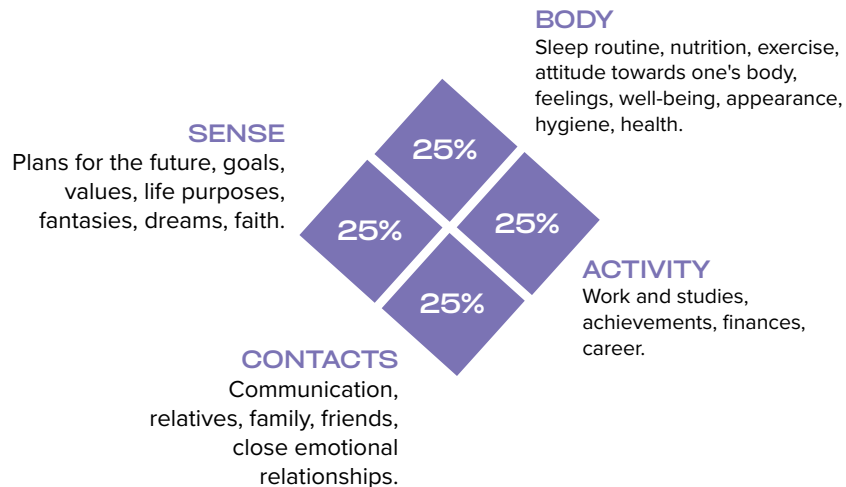 BODY
Sleep routine, nutrition, exercise,
attitude towards one's body,
feelings, well-being, appearance,
hygiene, health.
25%
SENSE
Plans for the future, goals,
values, life purposes,
fantasies, dreams, faith.
25%
25%
ACTIVITY
Work and studies,
achievements, finances,
career.
25%
CONTACTS
Communication,
relatives, family, friends,
close emotional
relationships.